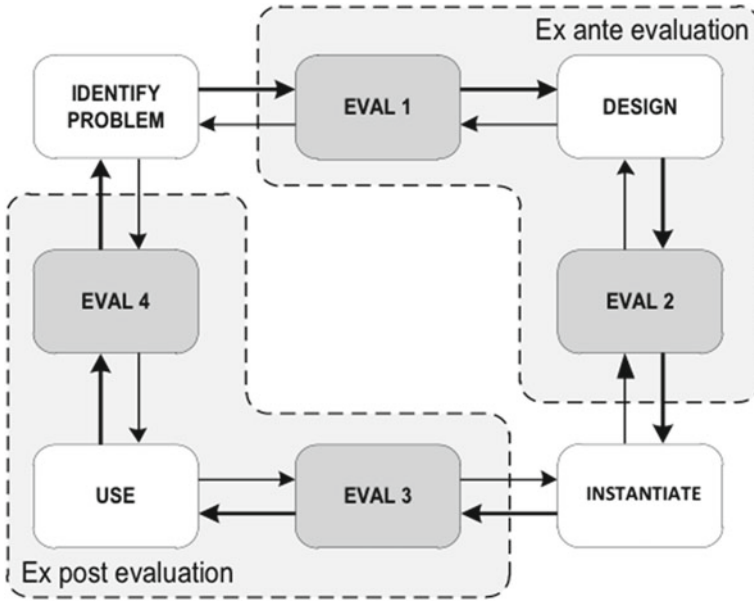 Ex ante evaluation
IDENTIFY
PROBLEM
EVAL 1
DESIGN
EVAL 4
EVAL 2
USE
EVAL 3
INSTANTIATE
Ex post evaluation